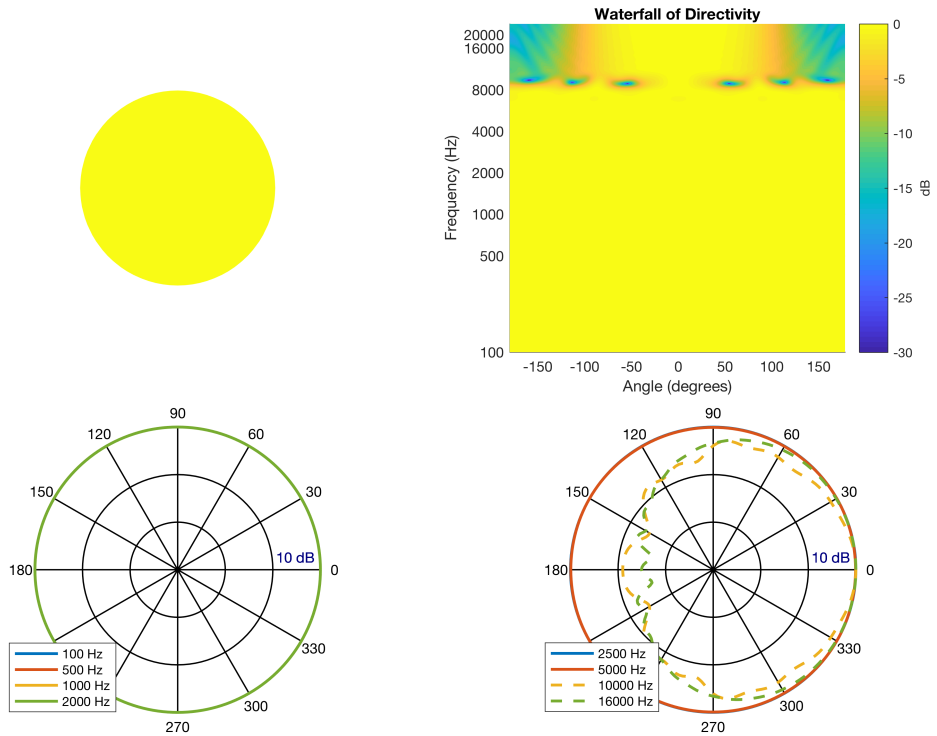 Waterfall of Directivity
20000
16000
8000
4000
2000
1000
500
100
Frequency (Hz)
-150 -100 -50 0 50 100 150
Angle (degrees)
0
-5
-10
-15
-20
-25
-30
dB
90
120 60
150 30
10 dB
180 0
330
300
270
100 Hz
500 Hz
1000 Hz
2000 Hz
90
120 60
150 30
10 dB
180 0
330
300
270
2500 Hz
5000 Hz
10000 Hz
16000 Hz